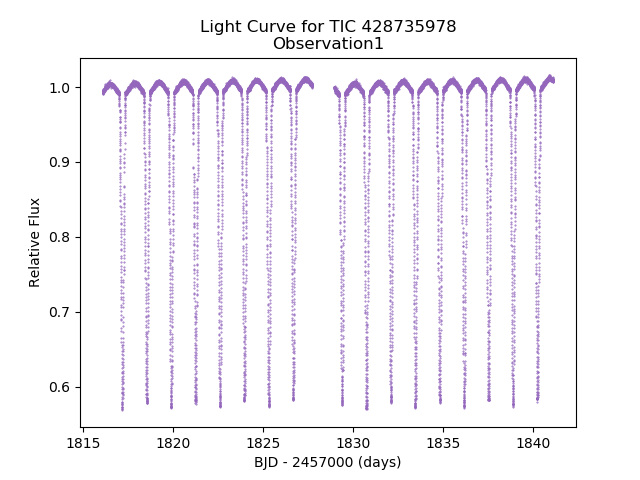 Light Curve for TIC 428735978
Observation1
1.0
0.9
0.8
0.7
0.6
Relative Flux
1815
1820
1825
1830
1835
1840
BJD - 2457000 (days)